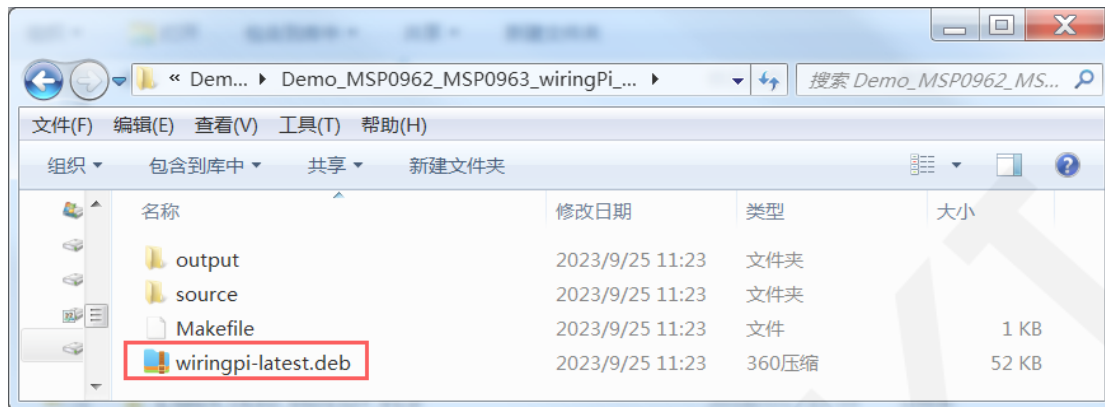 « Dem... ▸ Demo_MSP0962_MSP0963_wiringPi_... ▸ 搜索 Demo_MSP0962_MS...
文件(F) 编辑(E) 查看(V) 工具(T) 帮助(H)
组织 包含到库中 共享 新建文件夹
名称 修改日期 类型 大小
output 2023/9/25 11:23 文件夹
source 2023/9/25 11:23 文件夹
Makefile 2023/9/25 11:23 文件 1 KB
wiringpi-latest.deb 2023/9/25 11:23 360压缩 52 KB